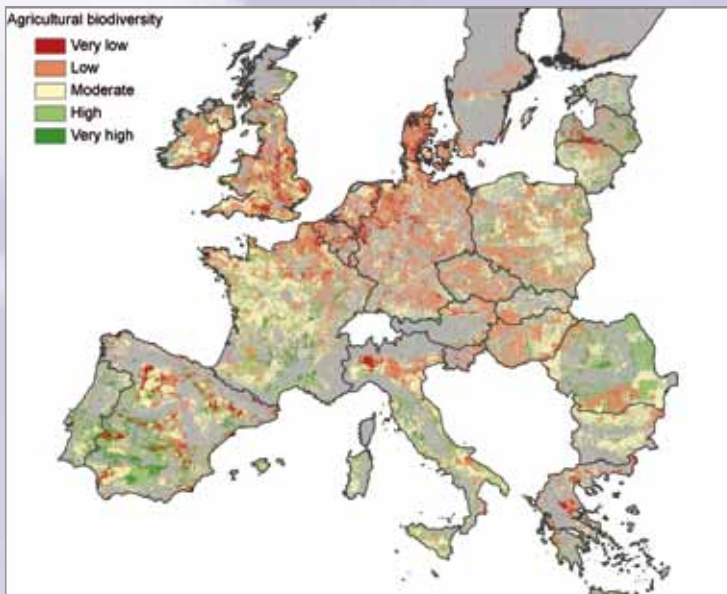 Agricultural biodiversity
Very low
Low
Moderate
High
Very high